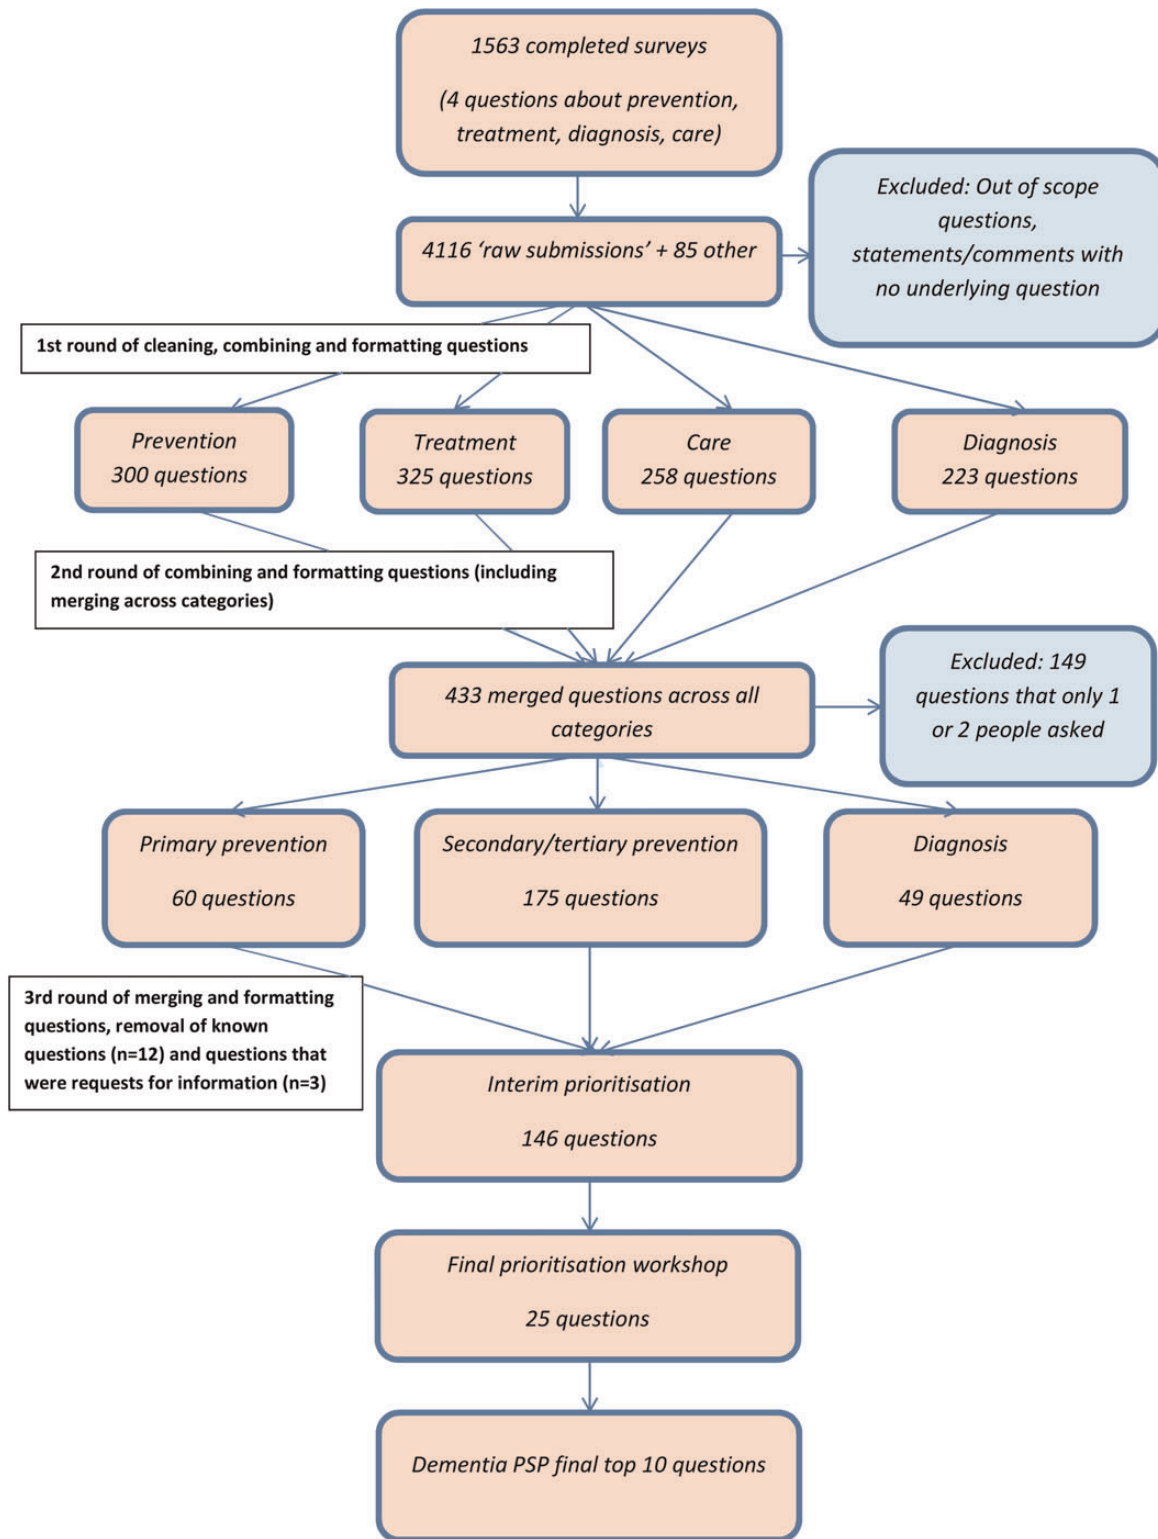 1563 completed surveys
(4 questions about prevention,
treatment, diagnosis, care)
Excluded: Out of scope
questions,
statements/comments with
no underlying question
4116 ‘raw submissions’ + 85 other
1st round of cleaning, combining and formatting questions
Prevention
300 questions
Treatment
325 questions
Care
258 questions
Diagnosis
223 questions
2nd round of combining and formatting questions (including
merging across categories)
433 merged questions across all
categories
Excluded: 149
questions that only 1
or 2 people asked
Primary prevention
60 questions
Secondary/tertiary prevention
175 questions
Diagnosis
49 questions
3rd round of merging and formatting
questions, removal of known
questions (n=12) and questions that
were requests for information (n=3)
Interim prioritisation
146 questions
Final prioritisation workshop
25 questions
Dementia PSP final top 10 questions